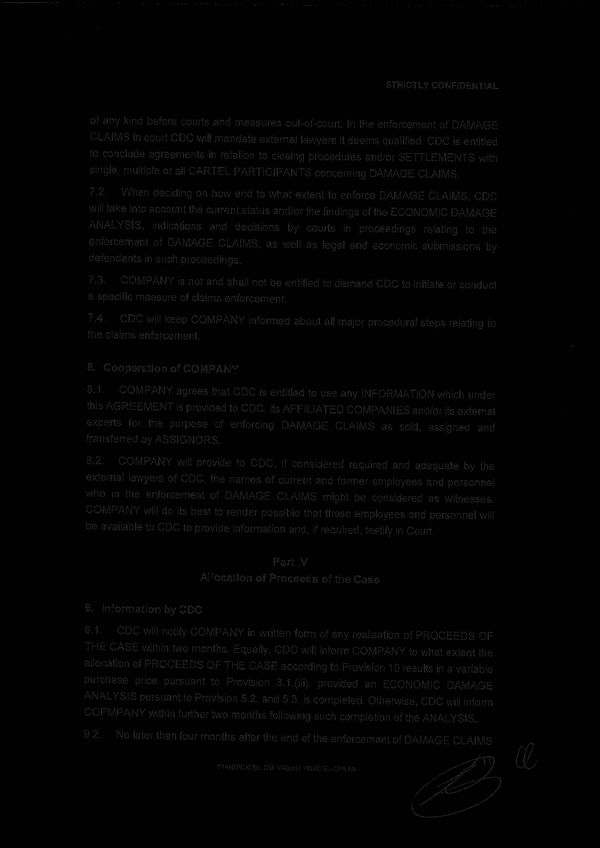 STRICTLY CONFIDENTIAL
of any kind before courts and measures out-of-court. In the enforcement of DAMAGE
CLAIMS in court CDC will mandate external lawyers it deems qualified. CDC is entitled
to conclude agreements in relation to closing procedures and/or SETTLEMENTS with
single, multiple or all CARTEL PARTICIPANTS concerning DAMAGE CLAIMS.
7.2. When deciding on how and to what extent to enforce DAMAGE CLAIMS, CDC
will take into account the current status and/or the findings of the ECONOMIC DAMAGE
ANALYSIS, indications and decisions by courts in proceedings relating to the
enforcement of DAMAGE CLAIMS, as well as legal and economic submissions by
defendants in such proceedings.
7.3. COMPANY is not and shall not be entitled to demand CDC to initiate or conduct
a specific measure of claims enforcement.
7.4. CDC will keep COMPANY informed about all major procedural steps relating to
the claims enforcement.
8. Cooperation of COMPANY
8.1. COMPANY agrees that CDC is entitled to use any INFORMATION which under
this AGREEMENT is provided to CDC, its AFFILIATED COMPANIES and/or its external
experts for the purpose of enforcing DAMAGE CLAIMS as sold, assigned and
transferred by ASSIGNORS.
8.2. COMPANY will provide to CDC, if considered required and adequate by the
external lawyers of CDC, the names of current and former employees and personnel
who in the enforcement of DAMAGE CLAIMS might be considered as witnesses.
COMPANY will do its best to render possible that those employees and personnel will
be available to CDC to provide information and, if required, testify in Court
Part IV
Allocation of Proceeds of the Case
9. Information by CDC
9.1. CDC will notify COMPANY in written form of any realisation of PROCEEDS OF
THE CASE within two months. Equally, CDC will inform COMPANY to what extent the
allocation of PROCEEDS OF THE CASE according to Provision 10 results in a variable
purchase price pursuant to Provision 3.1.(iii), provided an ECONOMIC DAMAGE
ANALYSIS pursuant to Provision 5.2. and 5.3. is completed. Otherwise, CDC will inform
COPMPANY within further two months following such completion of the ANALYSIS.
9.2. No later than four months after the end of the enforcement of DAMAGE CLAIMS